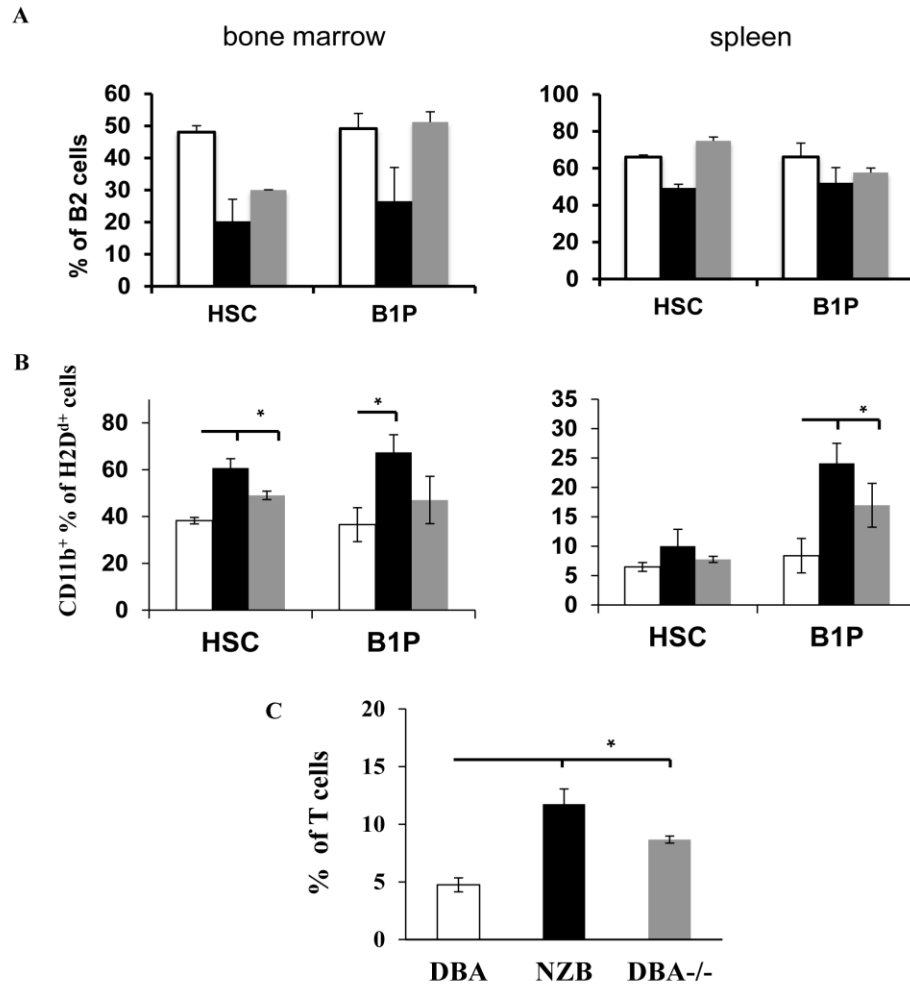 A
bone marrow
spleen
% of B2 cells
60
50
40
30
20
10
0
HSC B1P
100
80
60
40
20
0
HSC B1P
B
CD11b⁺ % of H2Dᵈ⁺ cells
80
60
40
20
0
* *
HSC B1P
35
30
25
20
15
10
5
0
*
HSC B1P
C
% of T cells
20
15
10
5
0
*
DBA NZB DBA-/-